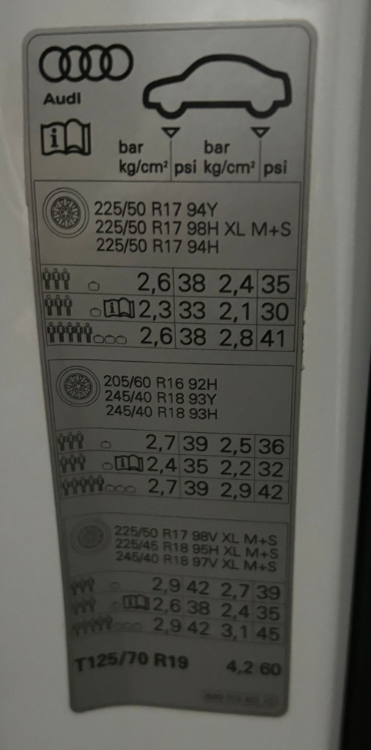 Audi
bar bar
kg/cm² psi kg/cm² psi
225/50 R17 94Y
225/50 R17 98H XL M+S
225/50 R17 94H
2,6 38 2,4 35
2,3 33 2,1 30
2,6 38 2,8 41
205/60 R16 92H
245/40 R18 93Y
245/40 R18 93H
2,7 39 2,5 36
2,4 35 2,2 32
2,7 39 2,9 42
225/50 R17 98V XL M+S
225/45 R18 95H XL M+S
245/40 R18 97V XL M+S
2,9 42 2,7 39
2,6 38 2,4 35
2,9 42 3,1 45
T125/70 R19 4,2 60